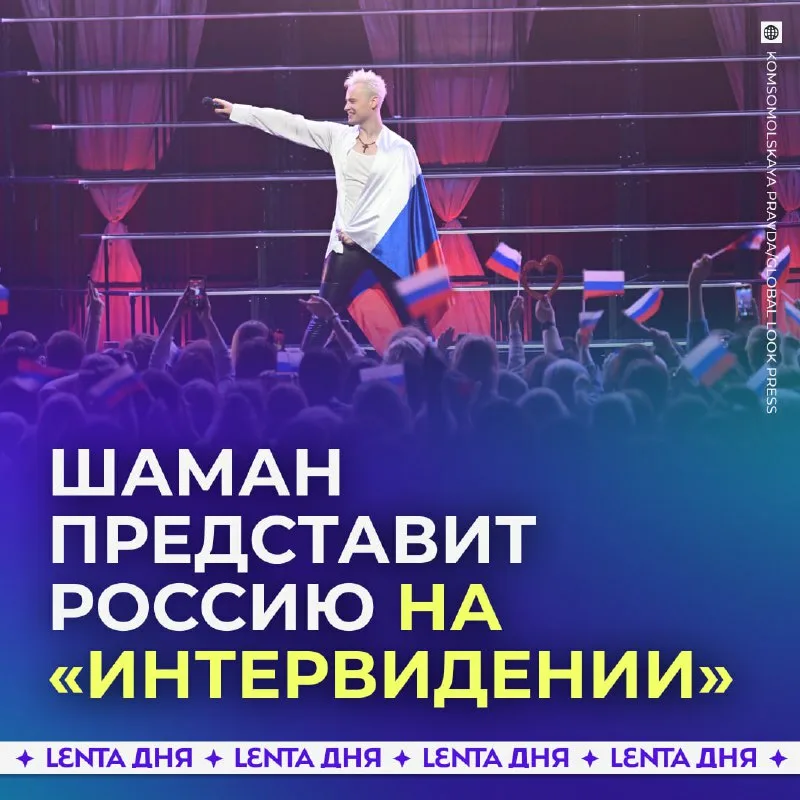 KOMSOMOLSKAYA PRAVDA/GLOBAL LOOK PRESS
ШАМАН
ПРЕДСТАВИТ
РОССИЮ НА
«ИНТЕРВИДЕНИИ»
LENTA ДНЯ ✦ LENTA ДНЯ ✦ LENTA ДНЯ ✦ LENTA ДНЯ